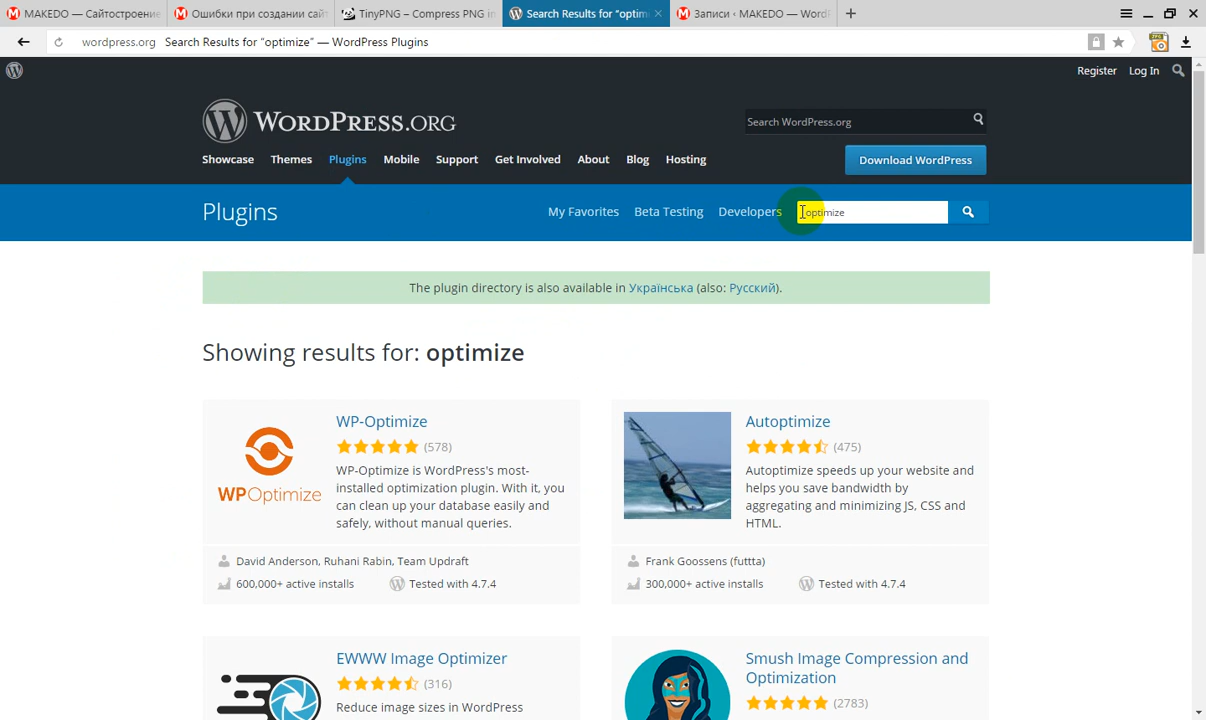 MAKEDO — Сайтостроение
Ошибки при создании сайт
TinyPNG – Compress PNG in
Search Results for “optim
Записи ‹ MAKEDO — WordP
wordpress.org Search Results for “optimize” — WordPress Plugins
Register Log In
WORDPRESS.ORG
Search WordPress.org
Showcase Themes Plugins Mobile Support Get Involved About Blog Hosting
Download WordPress
Plugins
My Favorites Beta Testing Developers
optimize
The plugin directory is also available in Українська (also: Русский).
Showing results for: optimize
WPOptimize
WP-Optimize
(578)
WP-Optimize is WordPress's most-
installed optimization plugin. With it, you
can clean up your database easily and
safely, without manual queries.
David Anderson, Ruhani Rabin, Team Updraft
600,000+ active installs Tested with 4.7.4
Autoptimize
(475)
Autoptimize speeds up your website and
helps you save bandwidth by
aggregating and minimizing JS, CSS and
HTML.
Frank Goossens (futtta)
300,000+ active installs Tested with 4.7.4
EWWW Image Optimizer
(316)
Reduce image sizes in WordPress
Smush Image Compression and
Optimization
(2783)